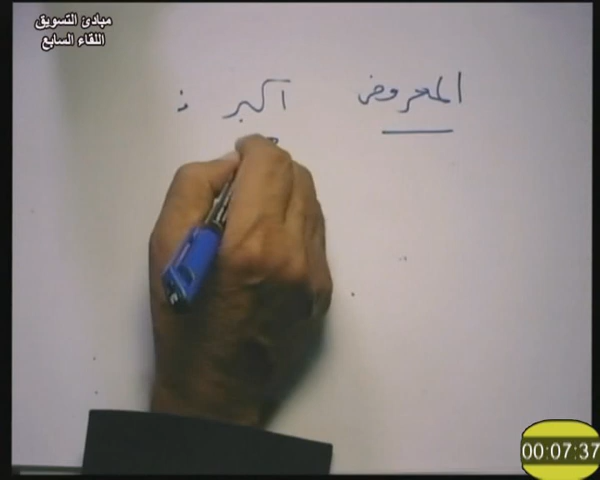 مبادئ التسويق
اللقاء السابع
المعروض أكبر
00:07:37